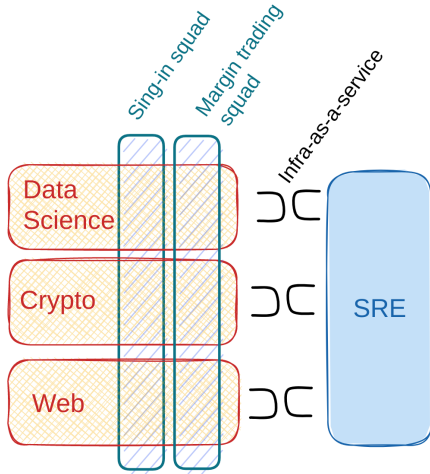 Sing-in squad
Margin trading
squad
Infra-as-a-service
Data
Science
Crypto
Web
SRE